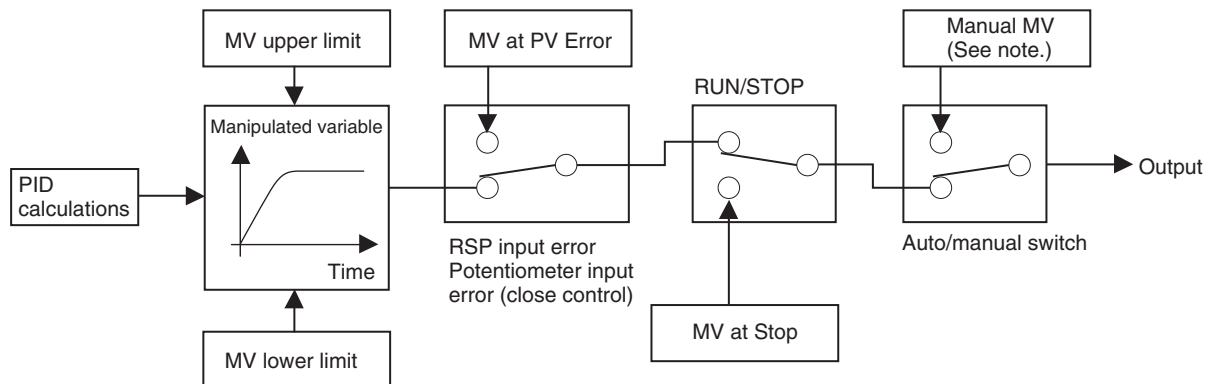 MV upper limit
MV at PV Error
Manual MV
(See note.)
RUN/STOP
Manipulated variable
PID
calculations
Time
Output
RSP input error
Potentiometer input
error (close control)
Auto/manual switch
MV at Stop
MV lower limit